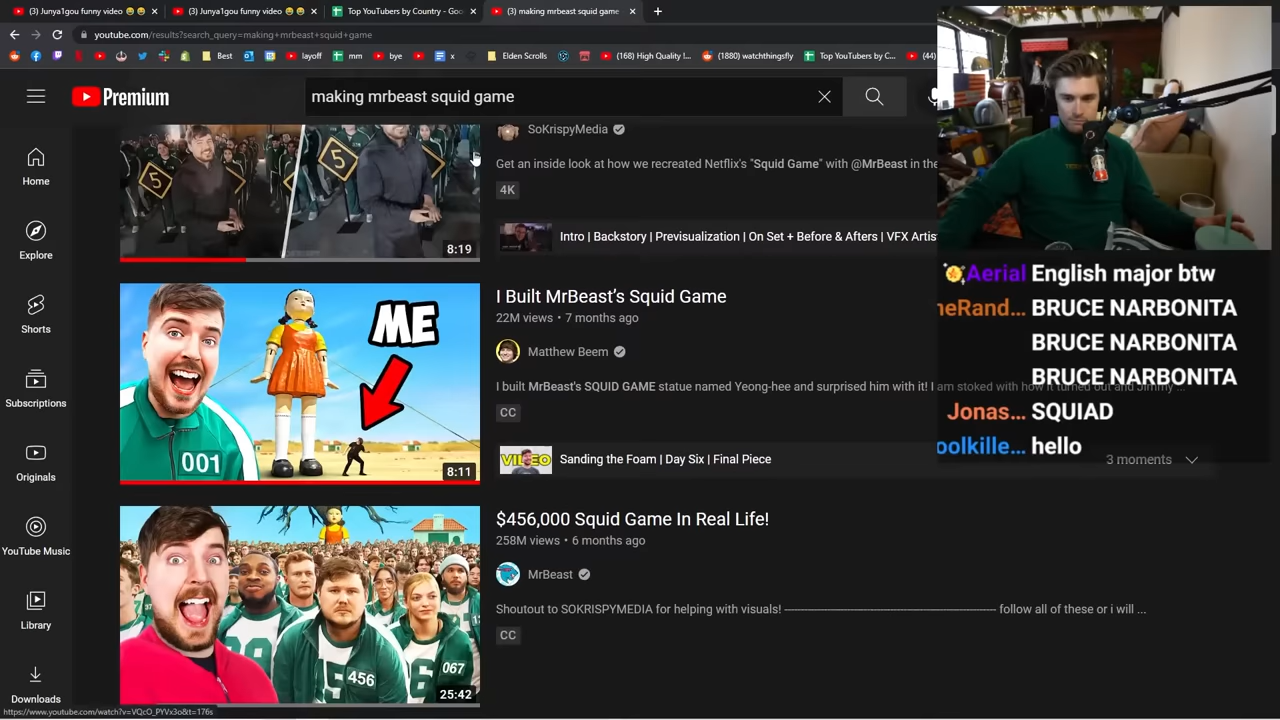 (3) Junya1gou funny video 😂 😂
(3) Junya1gou funny video 😂 😂
Top YouTubers by Country - Goo
(3) making mrbeast squid game
youtube.com/results?search_query=making+mrbeast+squid+game
Best
layoff
mm
bye
x
Elden Scrolls
(168) High Quality I...
(1880) watchthingsfly
Top YouTubers by C...
(44)
Premium
making mrbeast squid game
Home
Explore
Shorts
Subscriptions
Originals
YouTube Music
Library
Downloads
5
5
8:19
SoKrispyMedia
Get an inside look at how we recreated Netflix's "Squid Game" with @MrBeast in the
4K
Intro | Backstory | Previsualization | On Set + Before & Afters | VFX Artis
ME
001
8:11
I Built MrBeast's Squid Game
22M views • 7 months ago
Matthew Beem
I built MrBeast's SQUID GAME statue named Yeong-hee and surprised him with it! I am stoked with how it turned out and Jimmy ...
CC
Sanding the Foam | Day Six | Final Piece
3 moments
456
067
25:42
$456,000 Squid Game In Real Life!
258M views • 6 months ago
MrBeast
Shoutout to SOKRISPYMEDIA for helping with visuals! ---------------------------------------------------------------- follow all of these or i will ...
CC
Aerial English major btw
neRand... BRUCE NARBONITA
BRUCE NARBONITA
BRUCE NARBONITA
Jonas... SQUIAD
oolkille... hello
https://www.youtube.com/watch?v=VQcO_PYVx3o&t=176s